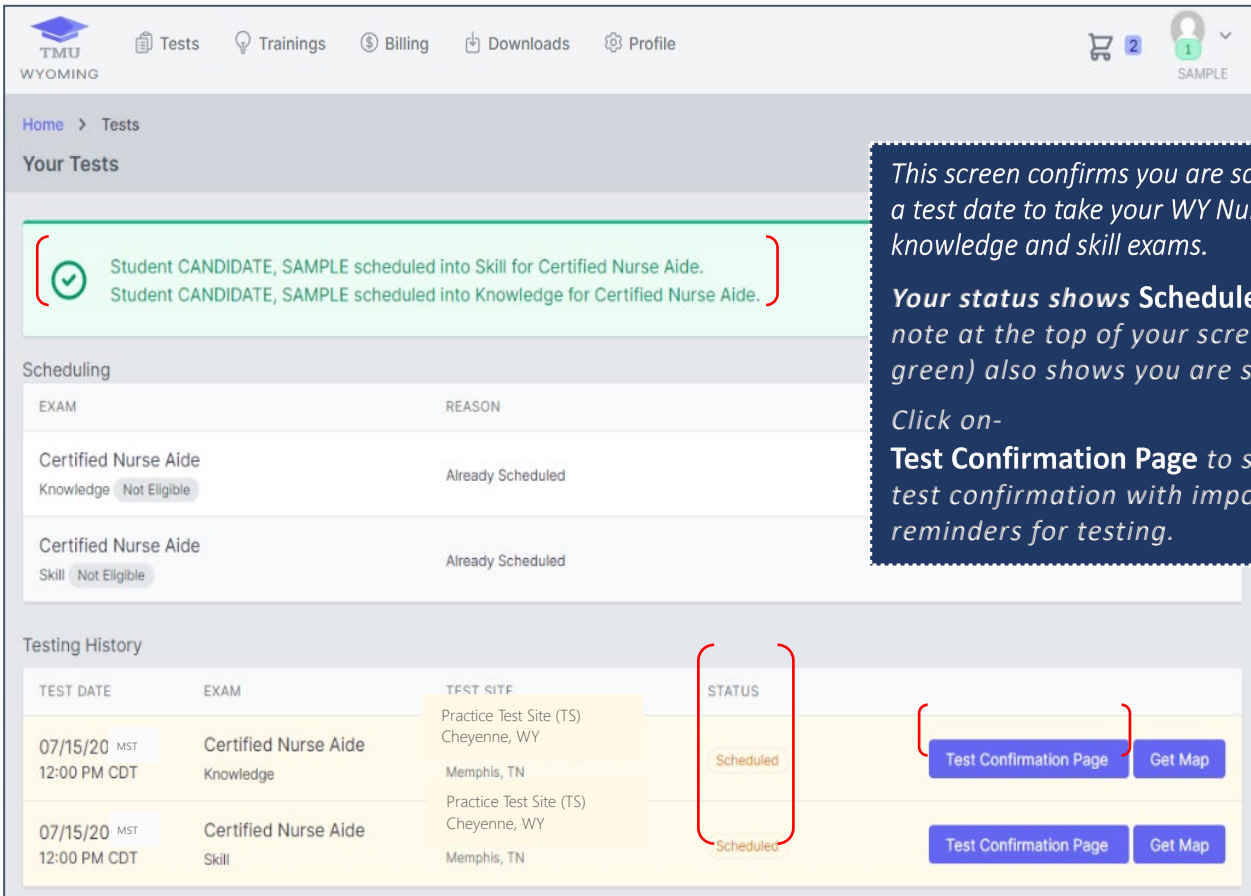 TMU
WYOMING
Tests
Trainings
Billing
Downloads
Profile
2
1
SAMPLE
Home > Tests
Your Tests
Student CANDIDATE, SAMPLE scheduled into Skill for Certified Nurse Aide.
Student CANDIDATE, SAMPLE scheduled into Knowledge for Certified Nurse Aide.
This screen confirms you are
a test date to take your WY
knowledge and skill exams.
Your status shows
note at the top of your
green) also shows you are
Click on-
Test Confirmation Page to
test confirmation with
reminders for testing.
Scheduling
EXAM REASON
Certified Nurse Aide
Knowledge Not Eligible
Already Scheduled
Certified Nurse Aide
Skill Not Eligible
Already Scheduled
Testing History
TEST DATE EXAM TEST SITE STATUS
07/15/20 MST
12:00 PM CDT
Certified Nurse Aide
Knowledge
Practice Test Site (TS)
Cheyenne, WY
Memphis, TN
Scheduled
Test Confirmation Page
Get Map
07/15/20 MST
12:00 PM CDT
Certified Nurse Aide
Skill
Practice Test Site (TS)
Cheyenne, WY
Memphis, TN
Scheduled
Test Confirmation Page
Get Map